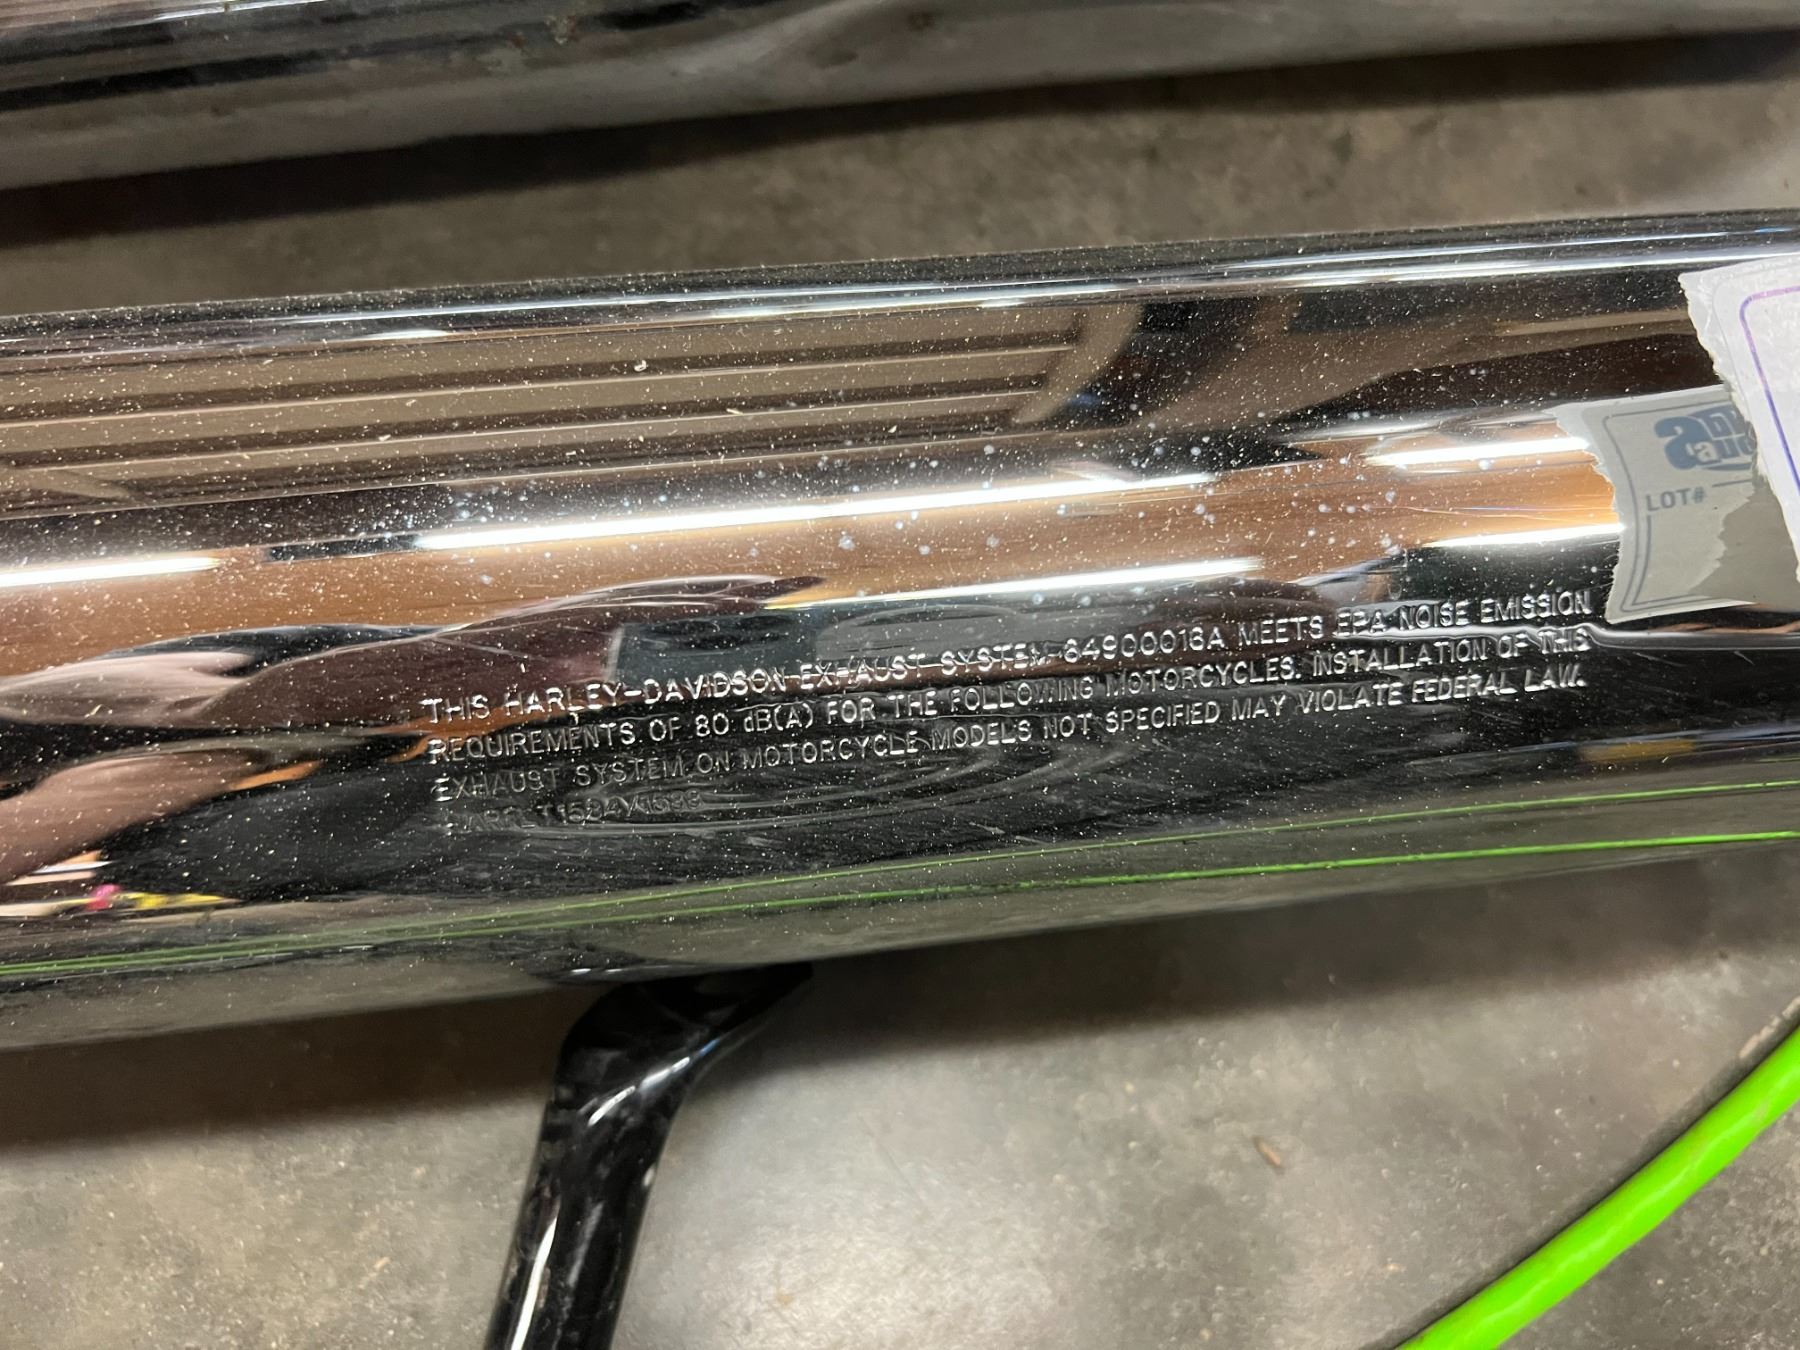 THIS HARLEY-DAVIDSON EXHAUST SYSTEM 64900018A MEETS EPA NOISE EMISSION
REQUIREMENTS OF 80 dB(A) FOR THE FOLLOWING MOTORCYCLES. INSTALLATION OF THIS
EXHAUST SYSTEM ON MOTORCYCLE MODELS NOT SPECIFIED MAY VIOLATE FEDERAL LAW.
LOT#